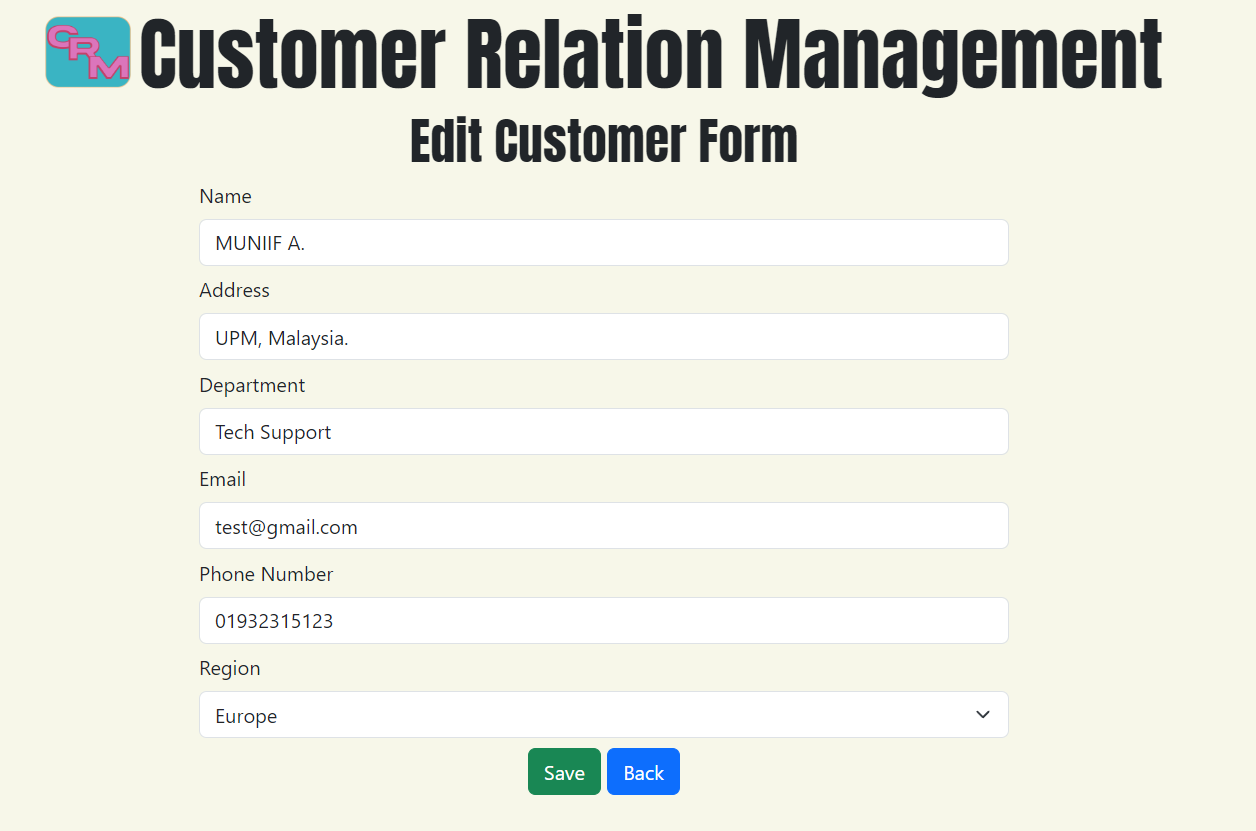 CRM Customer Relation Management
Edit Customer Form
Name
MUNIIF A.
Address
UPM, Malaysia.
Department
Tech Support
Email
test@gmail.com
Phone Number
01932315123
Region
Europe
Save Back